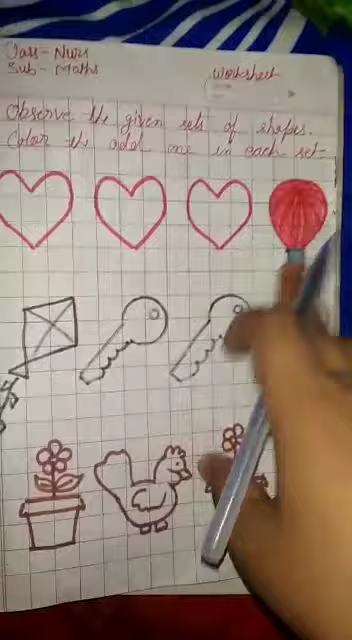 Class - Nurs
Sub - Maths
Worksheet
Observe the given sets of shapes.
Color the odd one in each set-